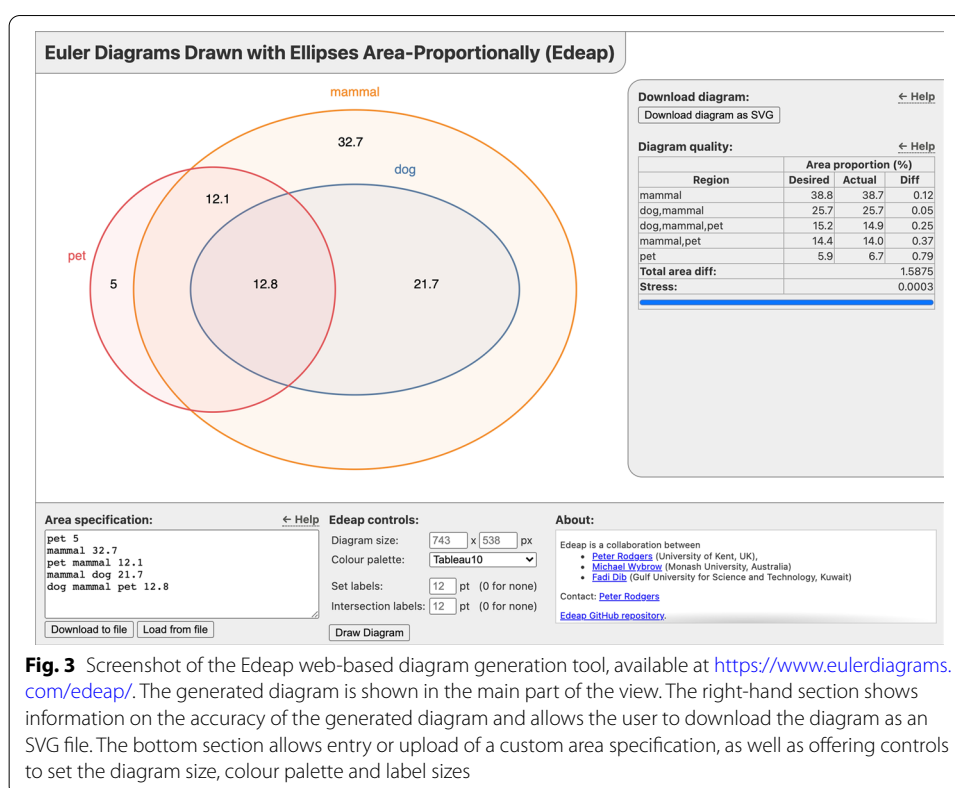 Euler Diagrams Drawn with Ellipses Area-Proportionally (Edeap)
mammal
32.7
dog
12.1
pet
5
12.8
21.7
Download diagram:
← Help
Download diagram as SVG
Diagram quality:
← Help
Area proportion (%)
Region Desired Actual Diff
mammal 38.8 38.7 0.12
dog,mammal 25.7 25.7 0.05
dog,mammal,pet 15.2 14.9 0.25
mammal,pet 14.4 14.0 0.37
pet 5.9 6.7 0.79
Total area diff: 1.5875
Stress: 0.0003
Area specification:
← Help
pet 5
mammal 32.7
pet mammal 12.1
mammal dog 21.7
dog mammal pet 12.8
Download to file Load from file
Edeap controls:
Diagram size: 743 x 538 px
Colour palette: Tableau10
Set labels: 12 pt (0 for none)
Intersection labels: 12 pt (0 for none)
Draw Diagram
About:
Edeap is a collaboration between
• Peter Rodgers (University of Kent, UK),
• Michael Wybrow (Monash University, Australia)
• Fadi Dib (Gulf University for Science and Technology, Kuwait)
Contact: Peter Rodgers
Edeap GitHub repository.
Fig. 3 Screenshot of the Edeap web-based diagram generation tool, available at https://www.eulerdiagrams.
com/edeap/. The generated diagram is shown in the main part of the view. The right-hand section shows
information on the accuracy of the generated diagram and allows the user to download the diagram as an
SVG file. The bottom section allows entry or upload of a custom area specification, as well as offering controls
to set the diagram size, colour palette and label sizes